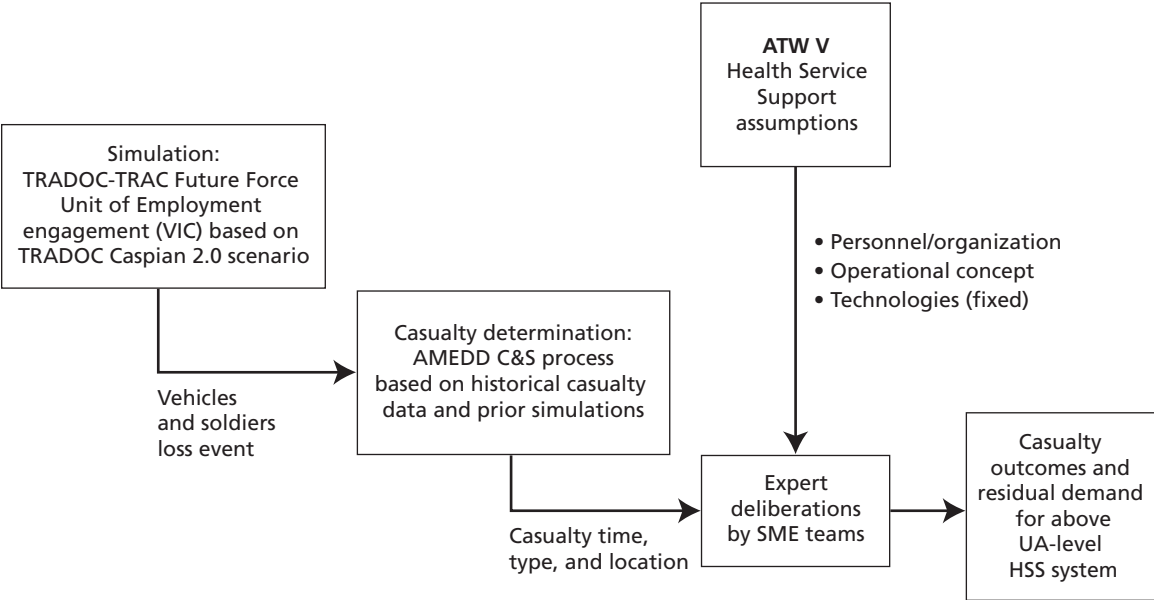 ATW V
Health Service
Support
assumptions
Simulation:
TRADOC-TRAC Future Force
Unit of Employment
engagement (VIC) based on
TRADOC Caspian 2.0 scenario
• Personnel/organization
• Operational concept
• Technologies (fixed)
Vehicles
and soldiers
loss event
Casualty determination:
AMEDD C&S process
based on historical casualty
data and prior simulations
Casualty time,
type, and location
Expert
deliberations
by SME teams
Casualty
outcomes and
residual demand
for above
UA-level
HSS system